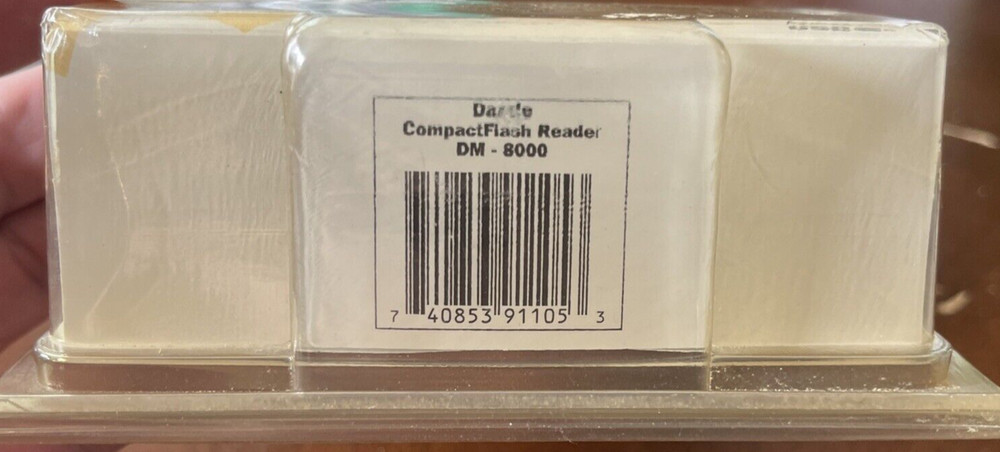 Dazzle
CompactFlash Reader
DM - 8000
7 40853 91105 3